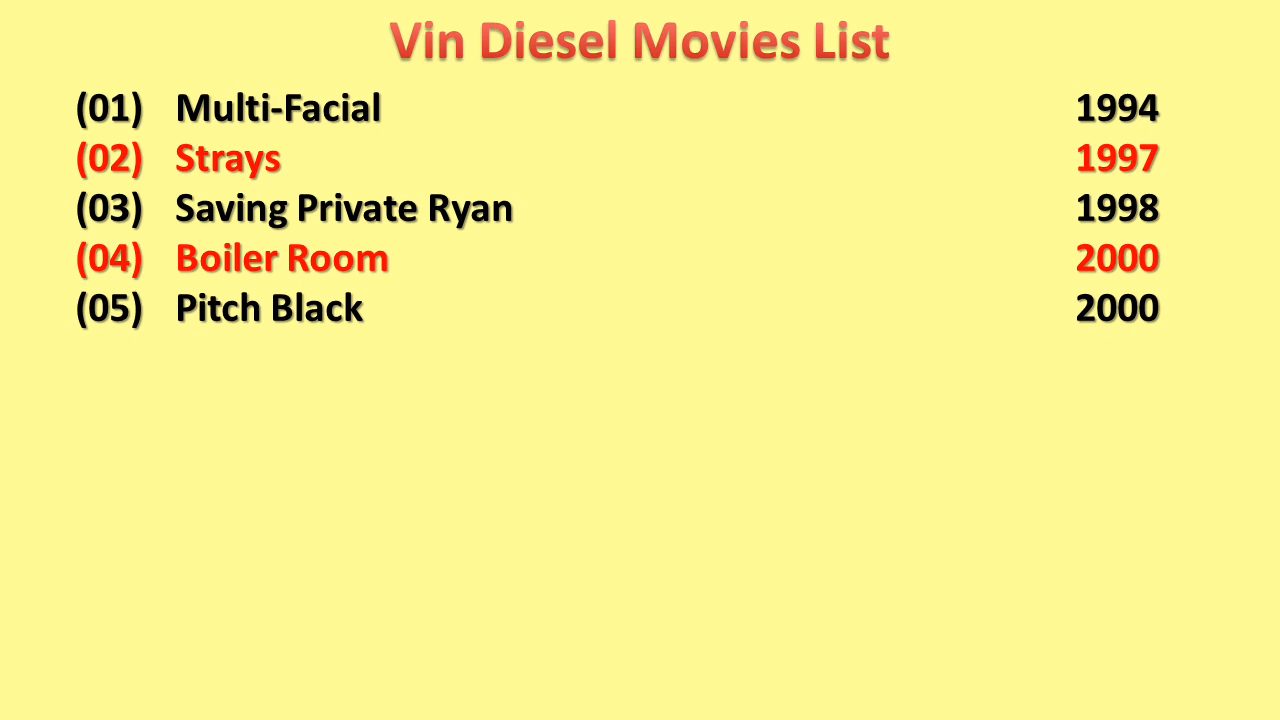 Vin Diesel Movies List
(01) Multi-Facial 1994
(02) Strays 1997
(03) Saving Private Ryan 1998
(04) Boiler Room 2000
(05) Pitch Black 2000